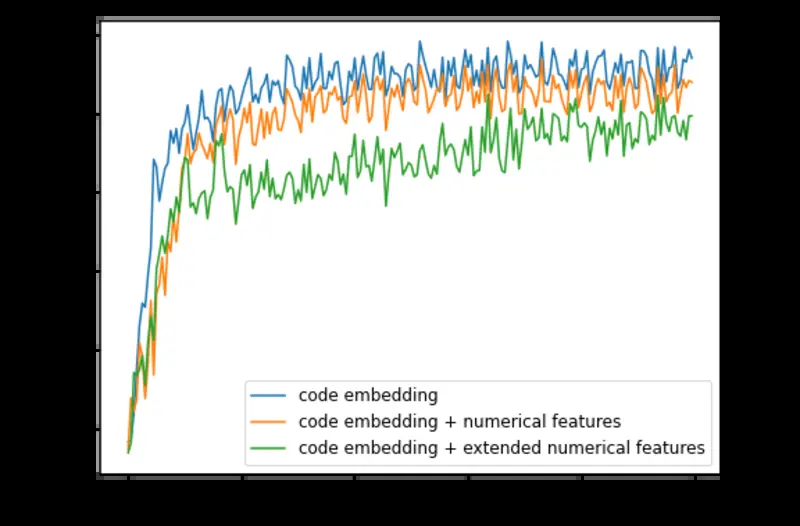 code embedding
code embedding + numerical features
code embedding + extended numerical features